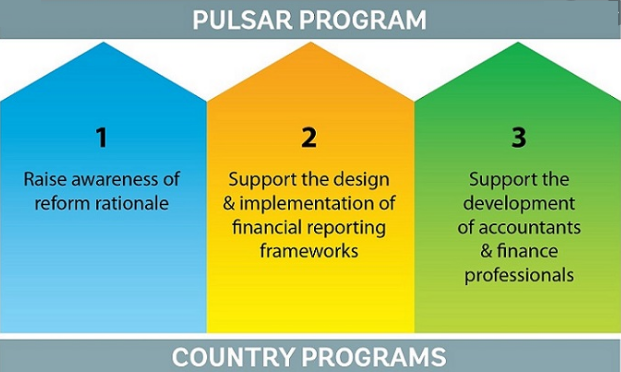 PULSAR PROGRAM
1
Raise awareness of
reform rationale
2
Support the design
& implementation of
financial reporting
frameworks
3
Support the
development
of accountants
& finance
professionals
COUNTRY PROGRAMS